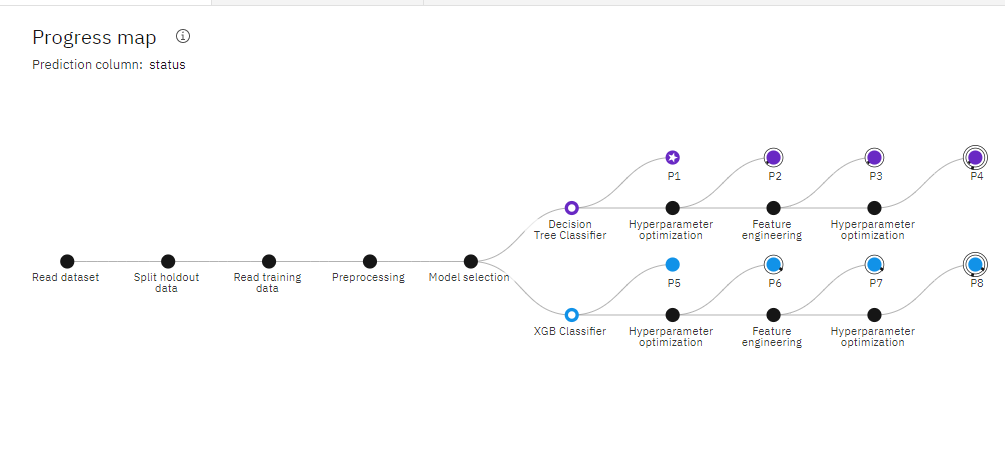 Progress map
Prediction column: status
P1
P2
P3
P4
Decision
Tree Classifier
Hyperparameter
optimization
Feature
engineering
Hyperparameter
optimization
Read dataset
Split holdout
data
Read training
data
Preprocessing
Model selection
P5
P6
P7
P8
XGB Classifier
Hyperparameter
optimization
Feature
engineering
Hyperparameter
optimization